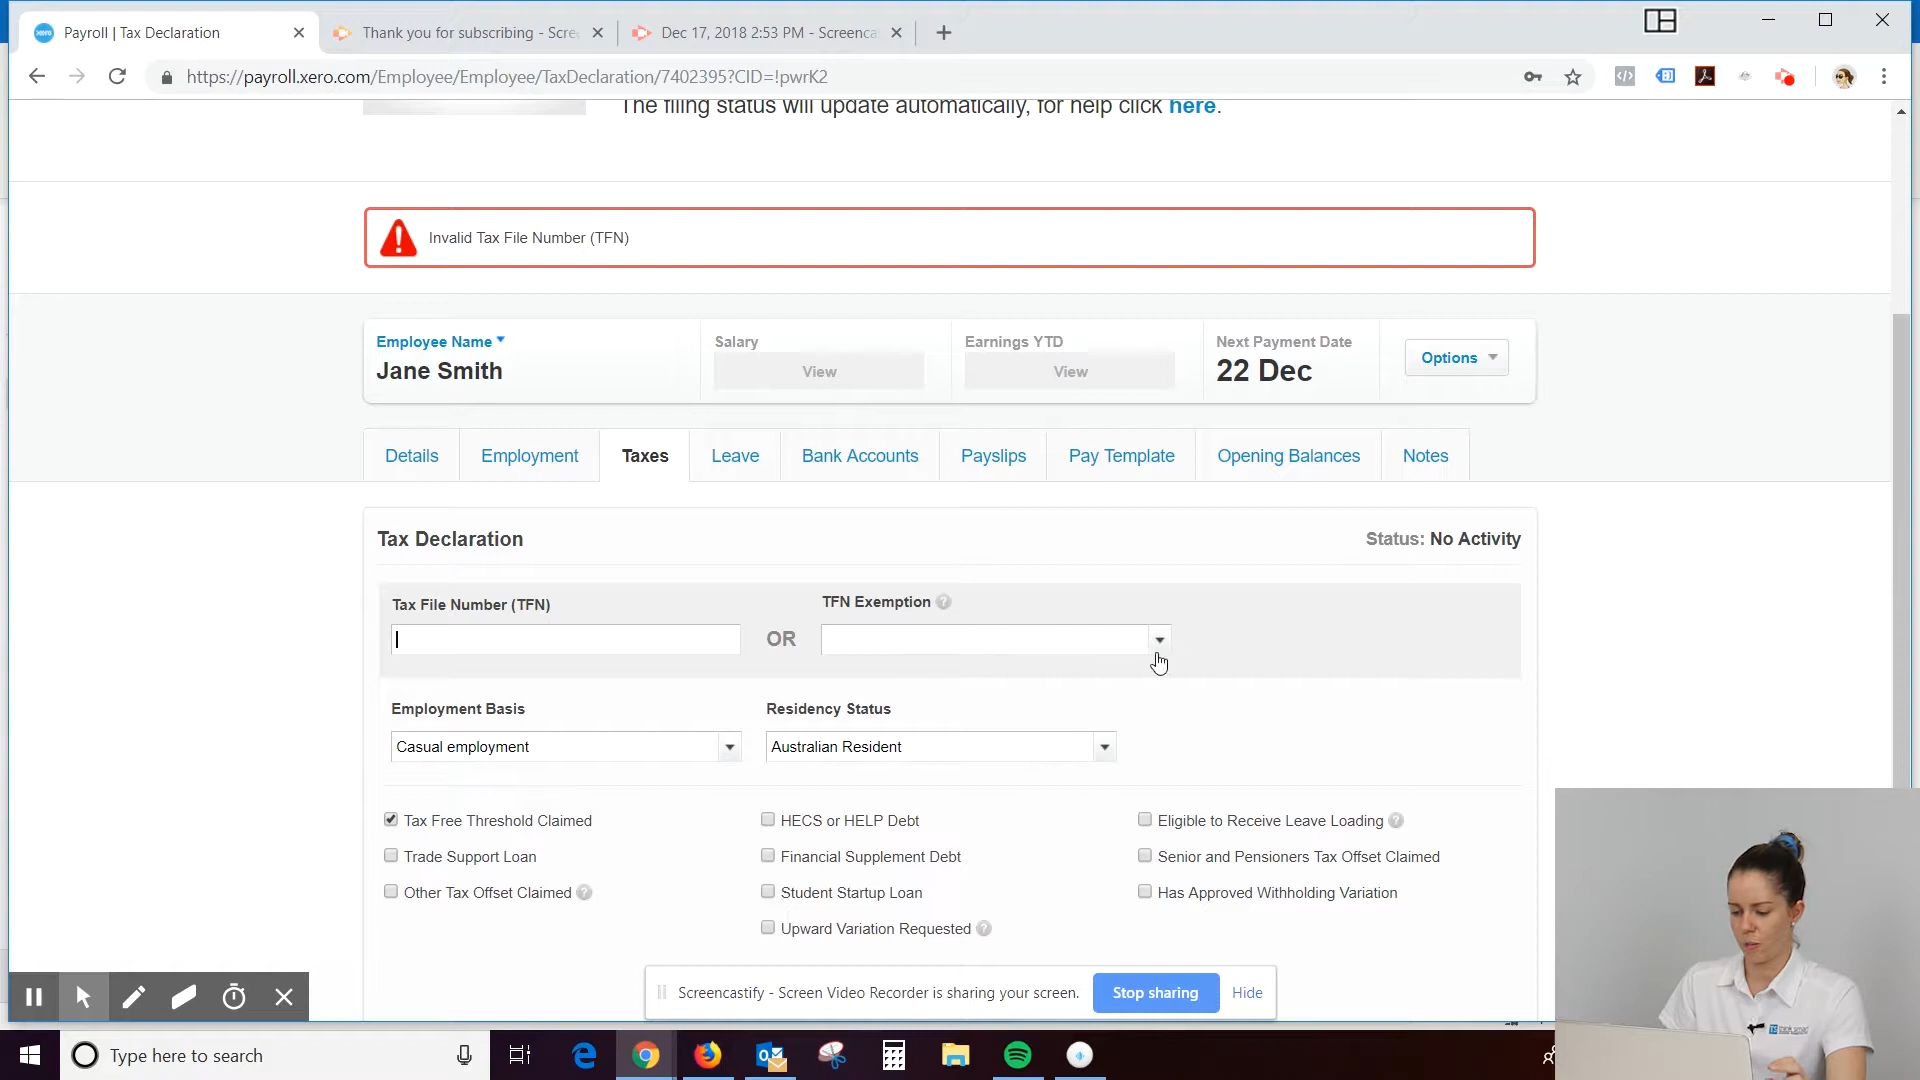 Payroll | Tax Declaration
Thank you for subscribing - Scre
Dec 17, 2018 2:53 PM - Screenca
https://payroll.xero.com/Employee/Employee/TaxDeclaration/7402395?CID=!pwrK2
The filing status will update automatically, for help click here.
Invalid Tax File Number (TFN)
Employee Name
Jane Smith
Salary
View
Earnings YTD
View
Next Payment Date
22 Dec
Options
Details
Employment
Taxes
Leave
Bank Accounts
Payslips
Pay Template
Opening Balances
Notes
Tax Declaration
Status: No Activity
Tax File Number (TFN)
OR
TFN Exemption
Employment Basis
Casual employment
Residency Status
Australian Resident
Tax Free Threshold Claimed
HECS or HELP Debt
Eligible to Receive Leave Loading
Trade Support Loan
Financial Supplement Debt
Senior and Pensioners Tax Offset Claimed
Other Tax Offset Claimed
Student Startup Loan
Has Approved Withholding Variation
Upward Variation Requested
Screencastify - Screen Video Recorder is sharing your screen.
Stop sharing
Hide
Type here to search